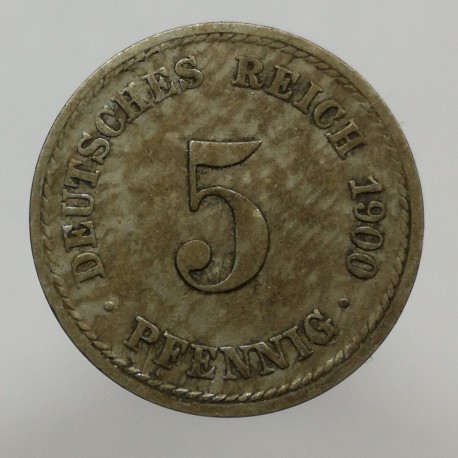 DEUTSCHES REICH 1900
5
· PFENNIG ·